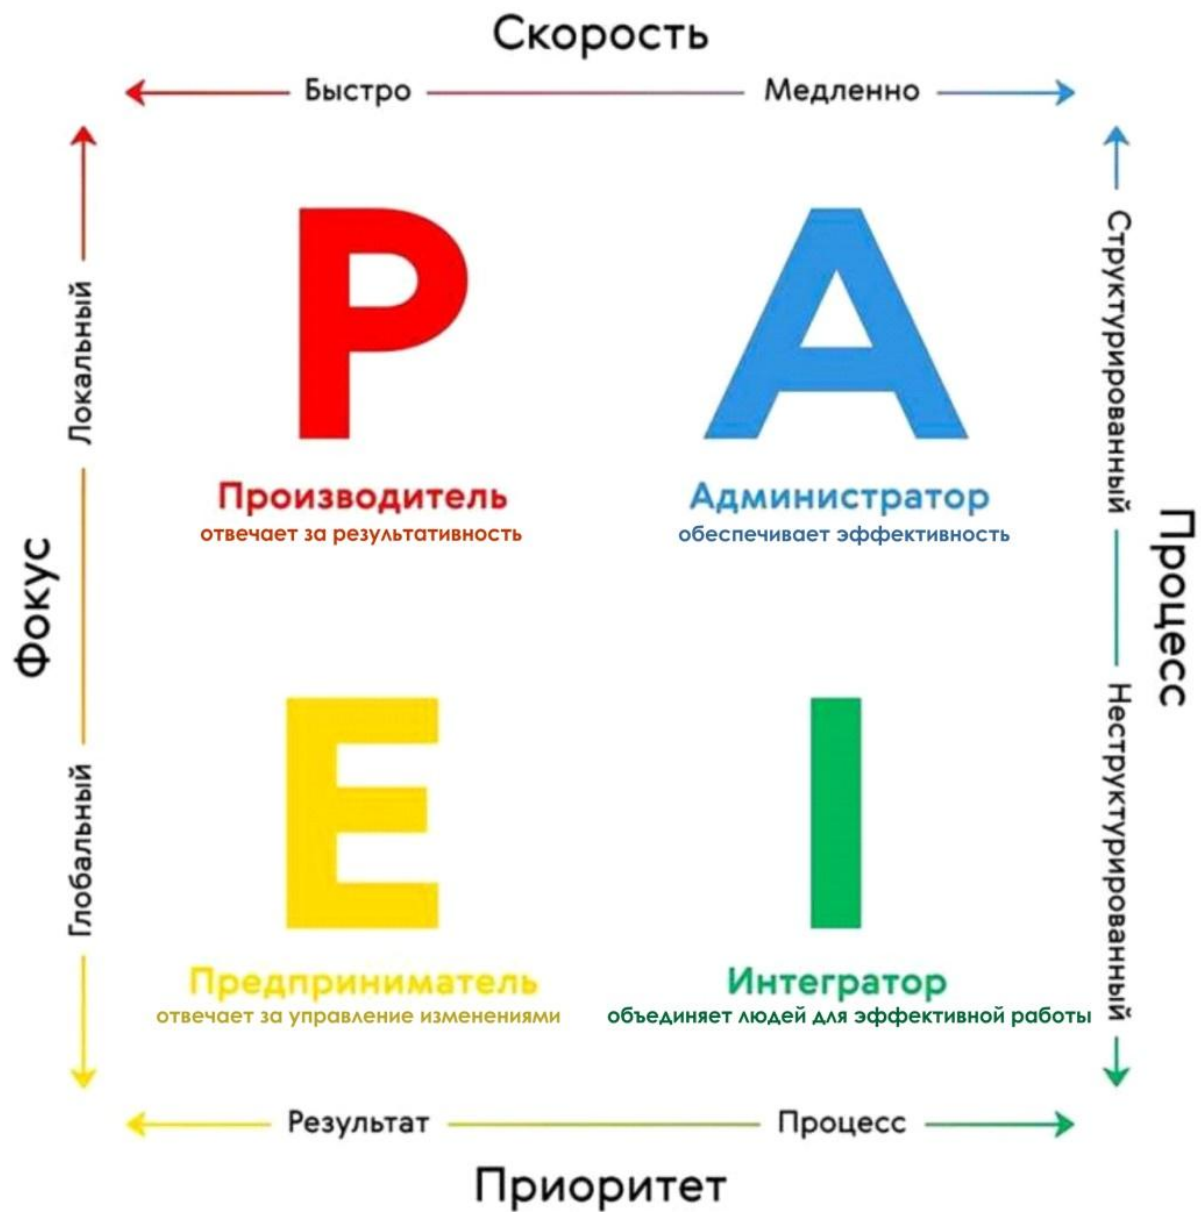 Скорость
Быстро
Медленно
P
A
Локальный
Структурированный
Производитель
Администратор
отвечает за результативность
обеспечивает эффективность
Фокус
Процесс
E
I
Глобальный
Неструктурированный
Предприниматель
Интегратор
отвечает за управление изменениями
объединяет людей для эффективной работы
Результат
Процесс
Приоритет